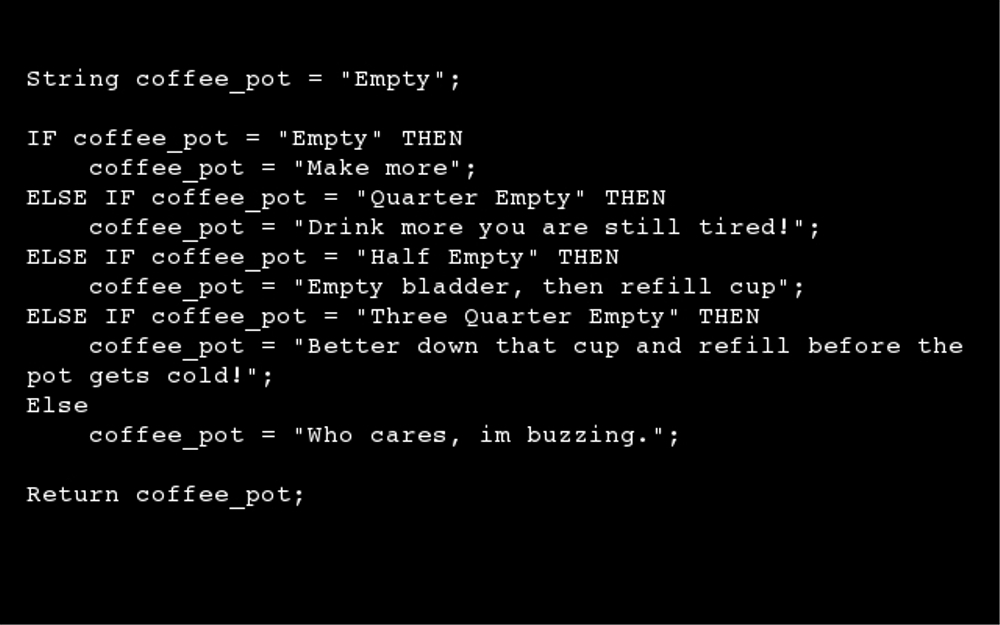 String coffee_pot = "Empty";
IF coffee_pot = "Empty" THEN
coffee_pot = "Make more";
ELSE IF coffee_pot = "Quarter Empty" THEN
coffee_pot = "Drink more you are still tired!";
ELSE IF coffee_pot = "Half Empty" THEN
coffee_pot = "Empty bladder, then refill cup";
ELSE IF coffee_pot = "Three Quarter Empty" THEN
coffee_pot = "Better down that cup and refill before the
pot gets cold!";
Else
coffee_pot = "Who cares, im buzzing.";
Return coffee_pot;